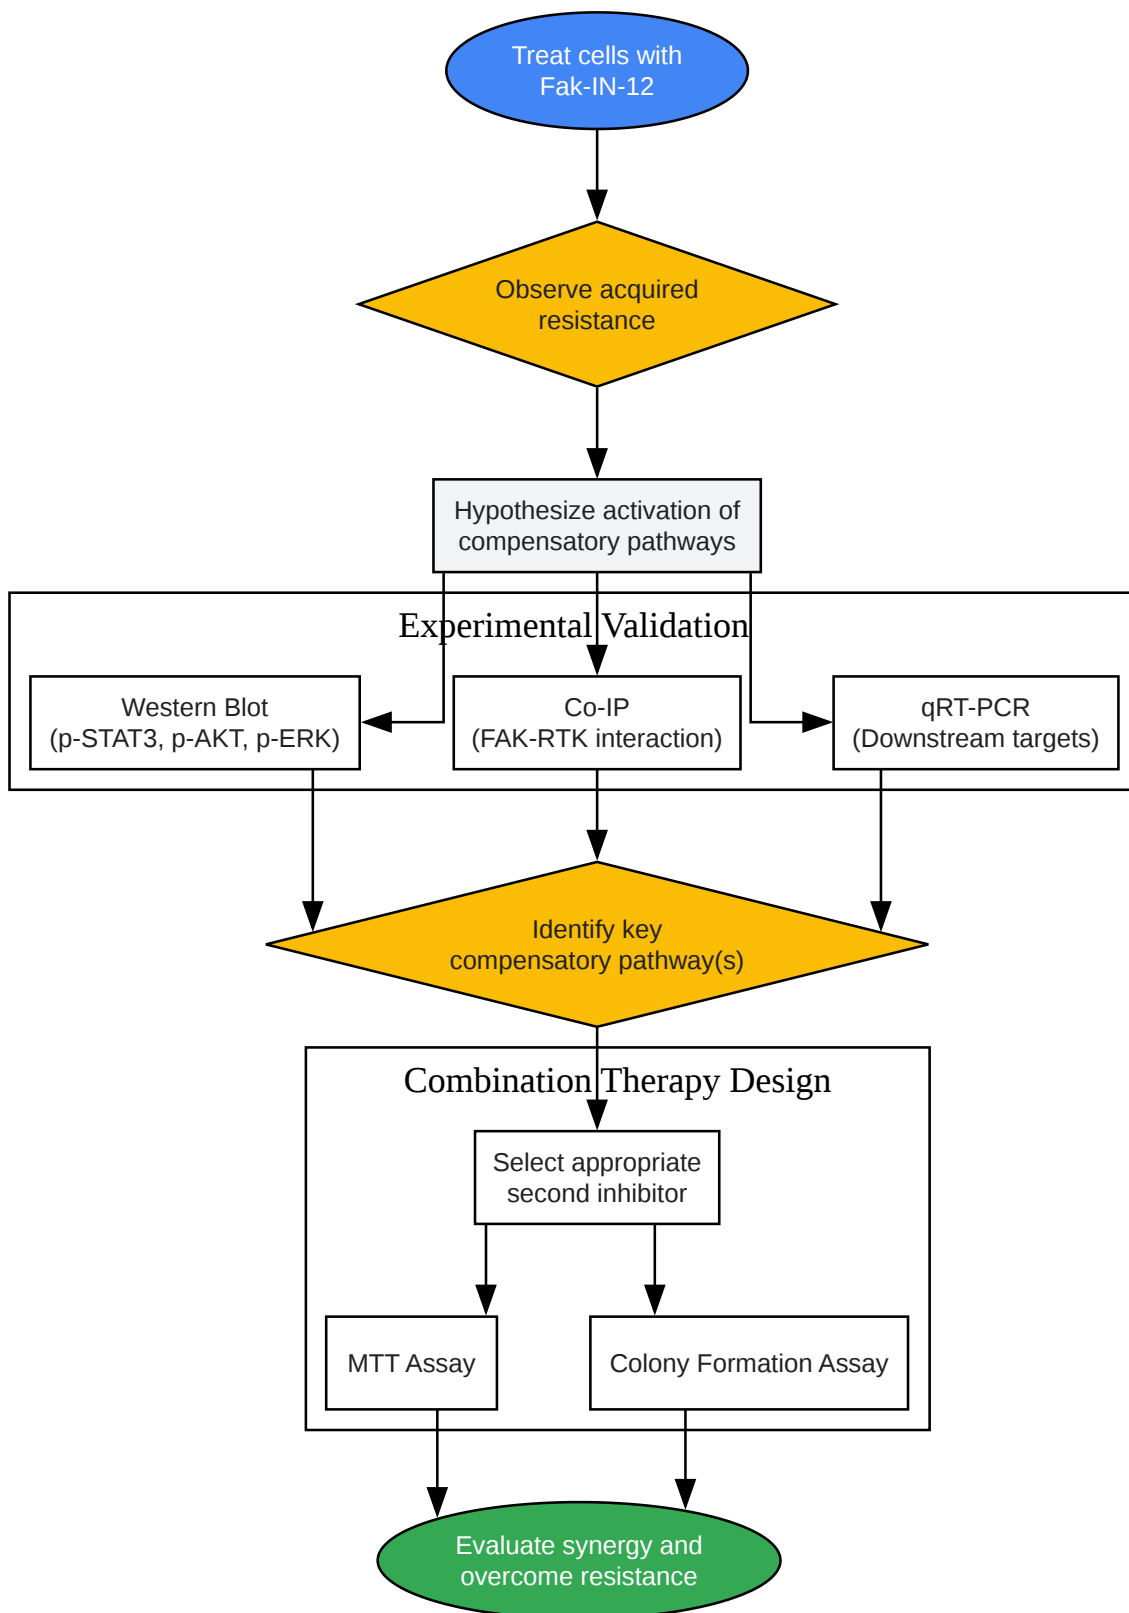 Treat cells with
Fak-IN-12
Observe acquired
resistance
Hypothesize activation of
compensatory pathways
Experimental Validation
Western Blot
(p-STAT3, p-AKT, p-ERK)
Co-IP
(FAK-RTK interaction)
qRT-PCR
(Downstream targets)
Identify key
compensatory pathway(s)
Combination Therapy Design
Select appropriate
second inhibitor
MTT Assay
Colony Formation Assay
Evaluate synergy and
overcome resistance